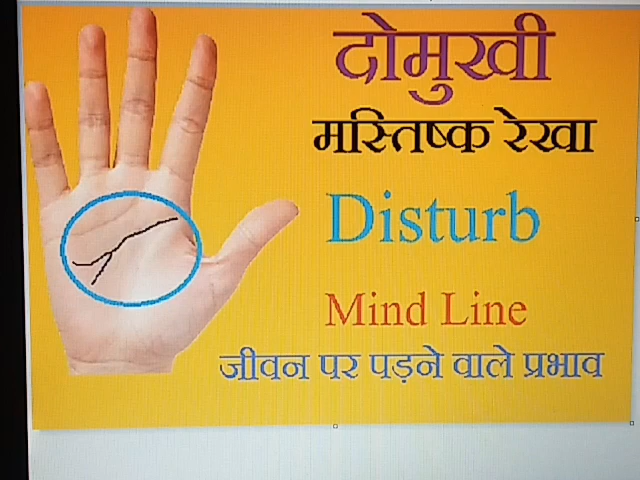 दोमुखी
मस्तिष्क रेखा
Disturb
Mind Line
जीवन पर पड़ने वाले प्रभाव